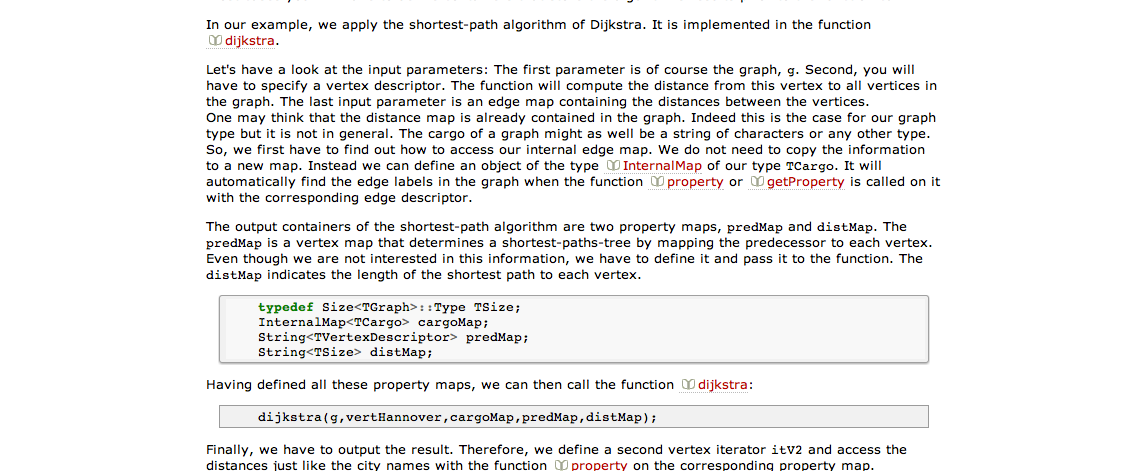 In our example, we apply the shortest-path algorithm of Dijkstra. It is implemented in the function
dijkstra.
Let's have a look at the input parameters: The first parameter is of course the graph, g. Second, you will
have to specify a vertex descriptor. The function will compute the distance from this vertex to all vertices in
the graph. The last input parameter is an edge map containing the distances between the vertices.
One may think that the distance map is already contained in the graph. Indeed this is the case for our graph
type but it is not in general. The cargo of a graph might as well be a string of characters or any other type.
So, we first have to find out how to access our internal edge map. We do not need to copy the information
to a new map. Instead we can define an object of the type InternalMap of our type TCargo. It will
automatically find the edge labels in the graph when the function property or getProperty is called on it
with the corresponding edge descriptor.
The output containers of the shortest-path algorithm are two property maps, predMap and distMap. The
predMap is a vertex map that determines a shortest-paths-tree by mapping the predecessor to each vertex.
Even though we are not interested in this information, we have to define it and pass it to the function. The
distMap indicates the length of the shortest path to each vertex.
typedef Size<TGraph>::Type TSize;
InternalMap<TCargo> cargoMap;
String<TVertexDescriptor> predMap;
String<TSize> distMap;
Having defined all these property maps, we can then call the function dijkstra:
dijkstra(g,vertHannover,cargoMap,predMap,distMap);
Finally, we have to output the result. Therefore, we define a second vertex iterator itV2 and access the
distances just like the city names with the function property on the corresponding property map.